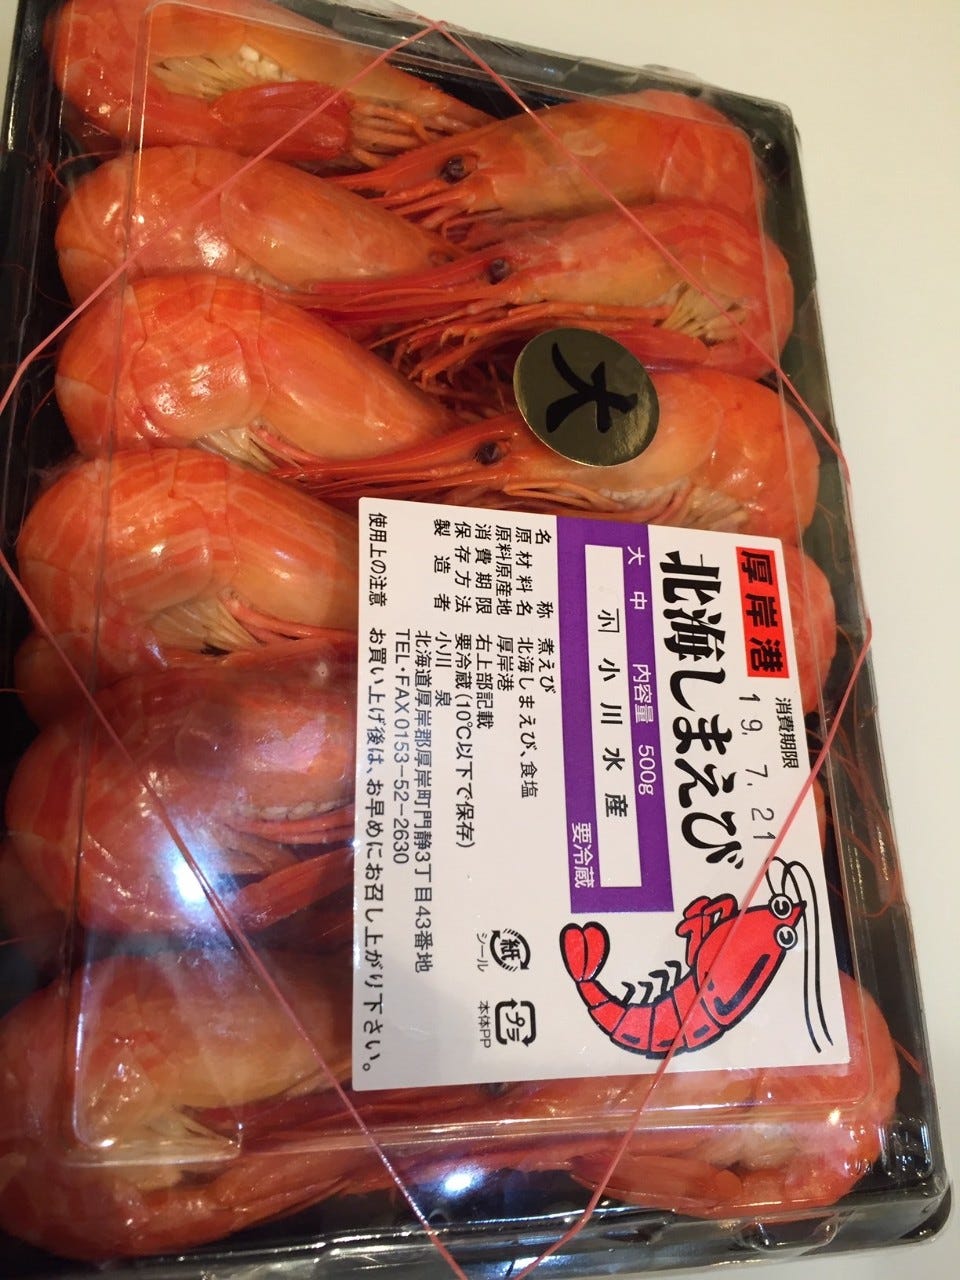 大
厚岸港
消費期限
19. 7. 21
北海しまえび
大 中 内容量 500g
小川水産
要冷蔵
名称 煮えび
原材料名 北海しまえび、食塩
原料原産地 厚岸港
消費期限 右上部記載
保存方法 要冷蔵(10℃以下で保存)
製造者 小川 泉
北海道厚岸郡厚岸町門静3丁目43番地
TEL・FAX 0153-52-2630
使用上の注意 お買い上げ後は、お早めにお召し上がり下さい。
紙
シール
プラ
本体PP